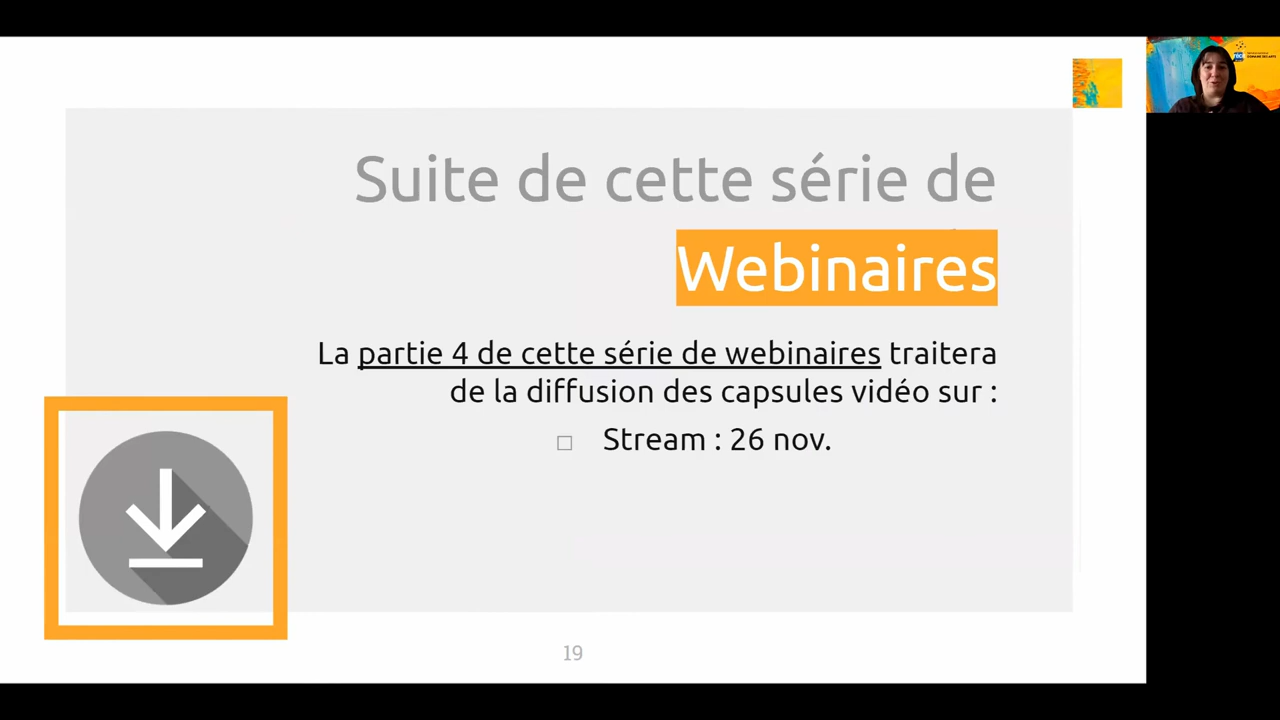 Suite de cette série de
Webinaires
La partie 4 de cette série de webinaires traitera
de la diffusion des capsules vidéo sur :
Stream : 26 nov.
19